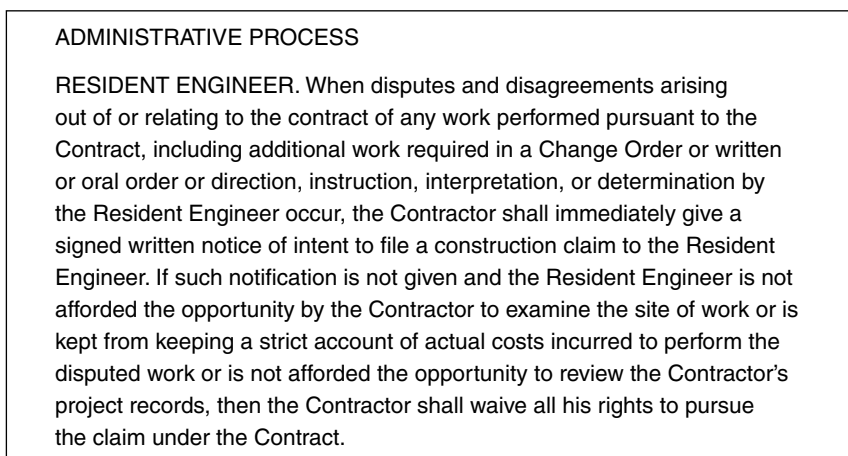 ADMINISTRATIVE PROCESS
RESIDENT ENGINEER. When disputes and disagreements arising
out of or relating to the contract of any work performed pursuant to the
Contract, including additional work required in a Change Order or written
or oral order or direction, instruction, interpretation, or determination by
the Resident Engineer occur, the Contractor shall immediately give a
signed written notice of intent to file a construction claim to the Resident
Engineer. If such notification is not given and the Resident Engineer is not
afforded the opportunity by the Contractor to examine the site of work or is
kept from keeping a strict account of actual costs incurred to perform the
disputed work or is not afforded the opportunity to review the Contractor’s
project records, then the Contractor shall waive all his rights to pursue
the claim under the Contract.